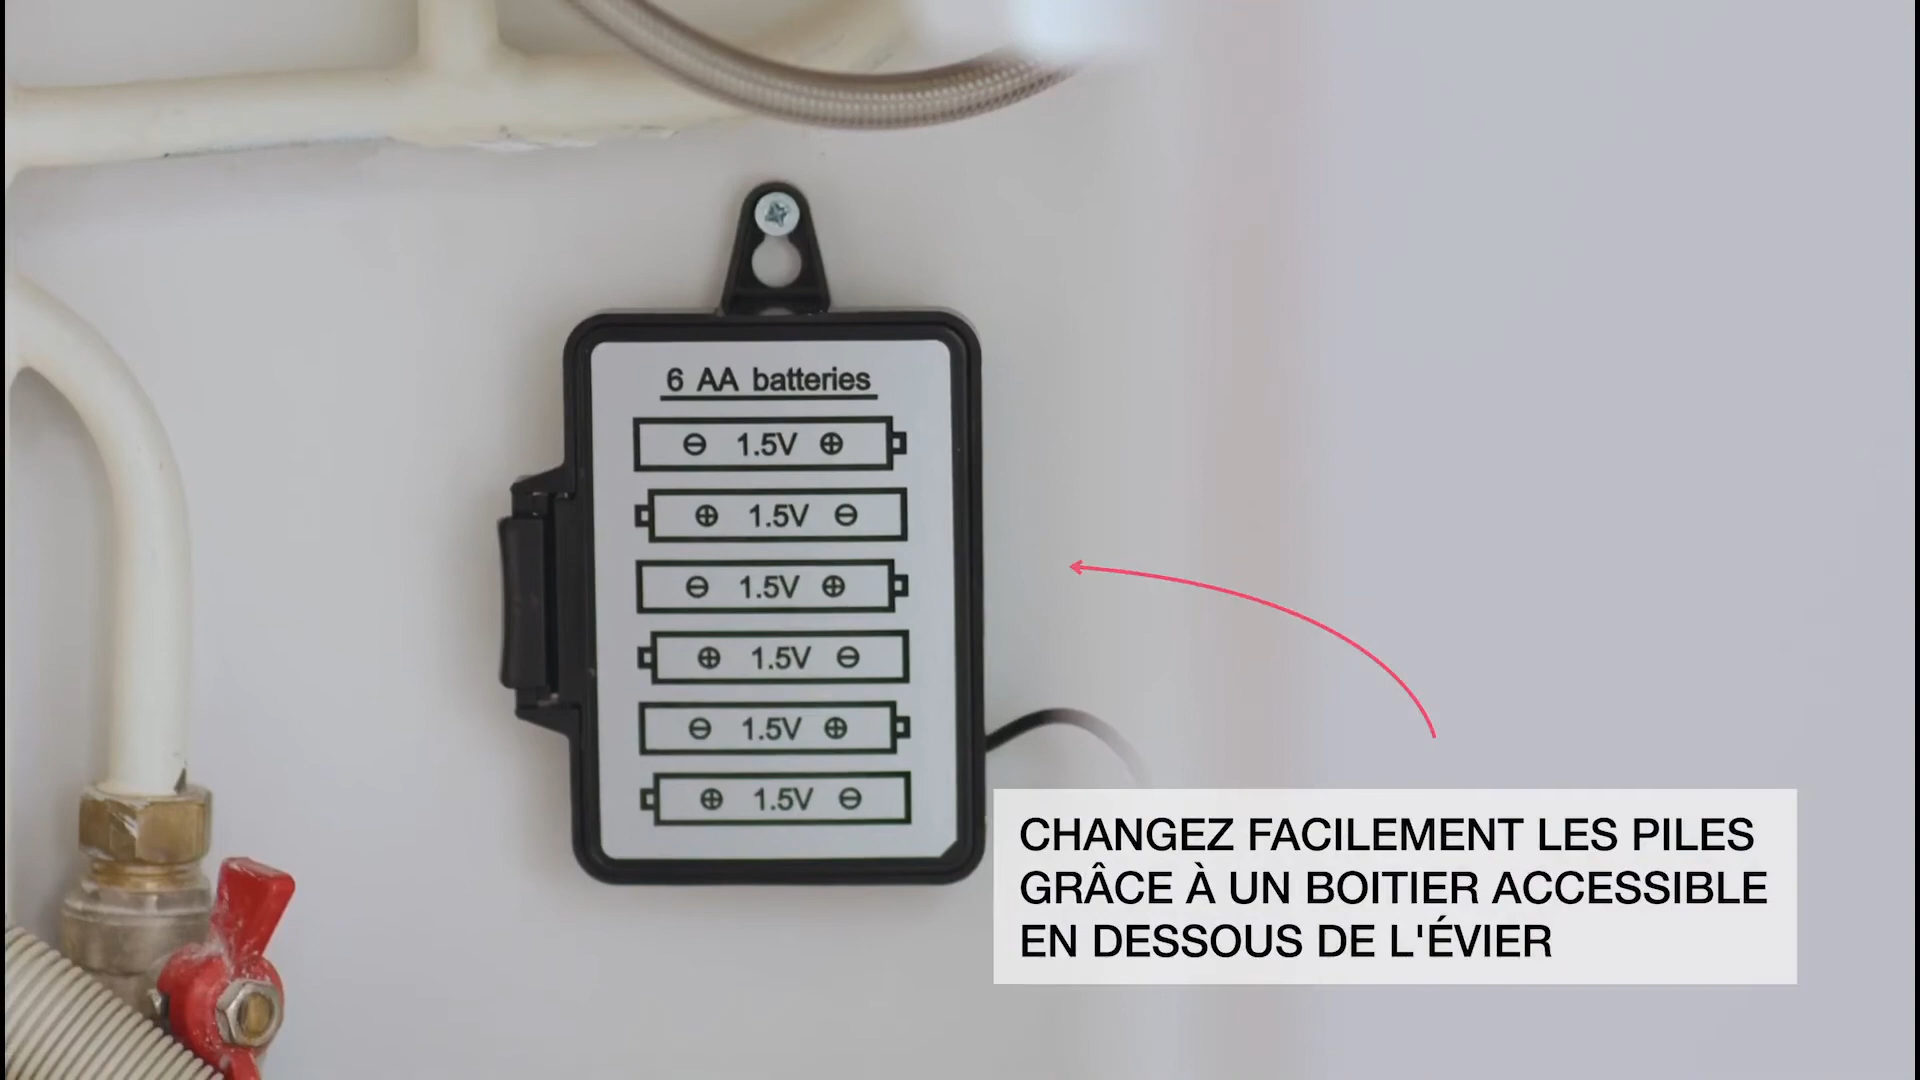 6 AA batteries
⊖ 1.5V ⊕
⊕ 1.5V ⊖
⊖ 1.5V ⊕
⊕ 1.5V ⊖
⊖ 1.5V ⊕
⊕ 1.5V ⊖
CHANGEZ FACILEMENT LES PILES
GRÂCE À UN BOITIER ACCESSIBLE
EN DESSOUS DE L'ÉVIER